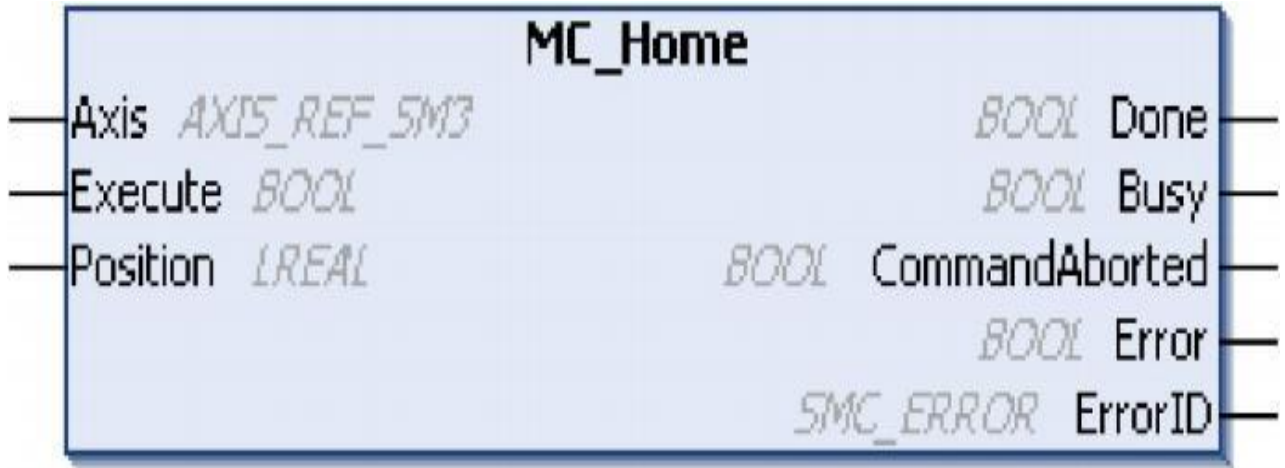 MC_Home
Axis AXIS_REF_SM3 BOOL Done
Execute BOOL BOOL Busy
Position LREAL BOOL CommandAborted
BOOL Error
SMC_ERROR ErrorID